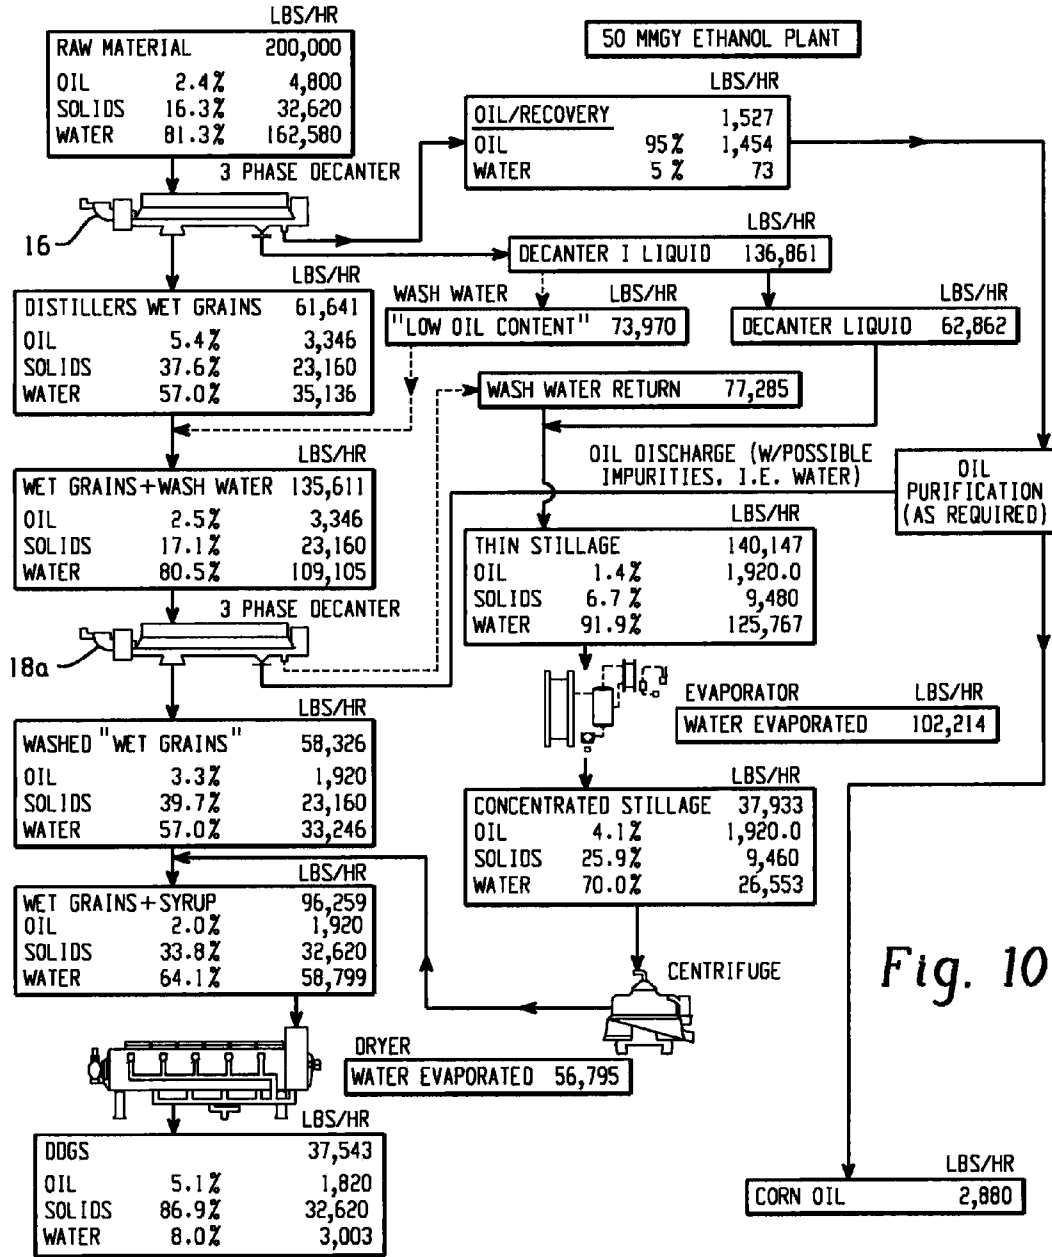 50 MMGY ETHANOL PLANT
LBS/HR
RAW MATERIAL 200,000
OIL 2.4% 4,800
SOLIDS 16.3% 32,620
WATER 81.3% 162,580
3 PHASE DECANTER
16
LBS/HR
OIL/RECOVERY 1,527
OIL 95% 1,454
WATER 5% 73
LBS/HR
DECANTER I LIQUID 136,861
LBS/HR
DISTILLERS WET GRAINS 61,641
OIL 5.4% 3,346
SOLIDS 37.6% 23,160
WATER 57.0% 35,136
WASH WATER LBS/HR
"LOW OIL CONTENT" 73,970
LBS/HR
DECANTER LIQUID 62,862
WASH WATER RETURN 77,285
OIL DISCHARGE (W/POSSIBLE
IMPURITIES, I.E. WATER)
OIL
PURIFICATION
(AS REQUIRED)
LBS/HR
WET GRAINS+WASH WATER 135,611
OIL 2.5% 3,346
SOLIDS 17.1% 23,160
WATER 80.5% 109,105
3 PHASE DECANTER
18a
LBS/HR
THIN STILLAGE 140,147
OIL 1.4% 1,920.0
SOLIDS 6.7% 9,480
WATER 91.9% 125,767
EVAPORATOR LBS/HR
WATER EVAPORATED 102,214
LBS/HR
WASHED "WET GRAINS" 58,326
OIL 3.3% 1,920
SOLIDS 39.7% 23,160
WATER 57.0% 33,246
LBS/HR
CONCENTRATED STILLAGE 37,933
OIL 4.1% 1,920.0
SOLIDS 25.9% 9,460
WATER 70.0% 26,553
LBS/HR
WET GRAINS+SYRUP 96,259
OIL 2.0% 1,920
SOLIDS 33.8% 32,620
WATER 64.1% 58,799
CENTRIFUGE
Fig. 10
DRYER
WATER EVAPORATED 56,795
LBS/HR
DDGS 37,543
OIL 5.1% 1,820
SOLIDS 86.9% 32,620
WATER 8.0% 3,003
LBS/HR
CORN OIL 2,880